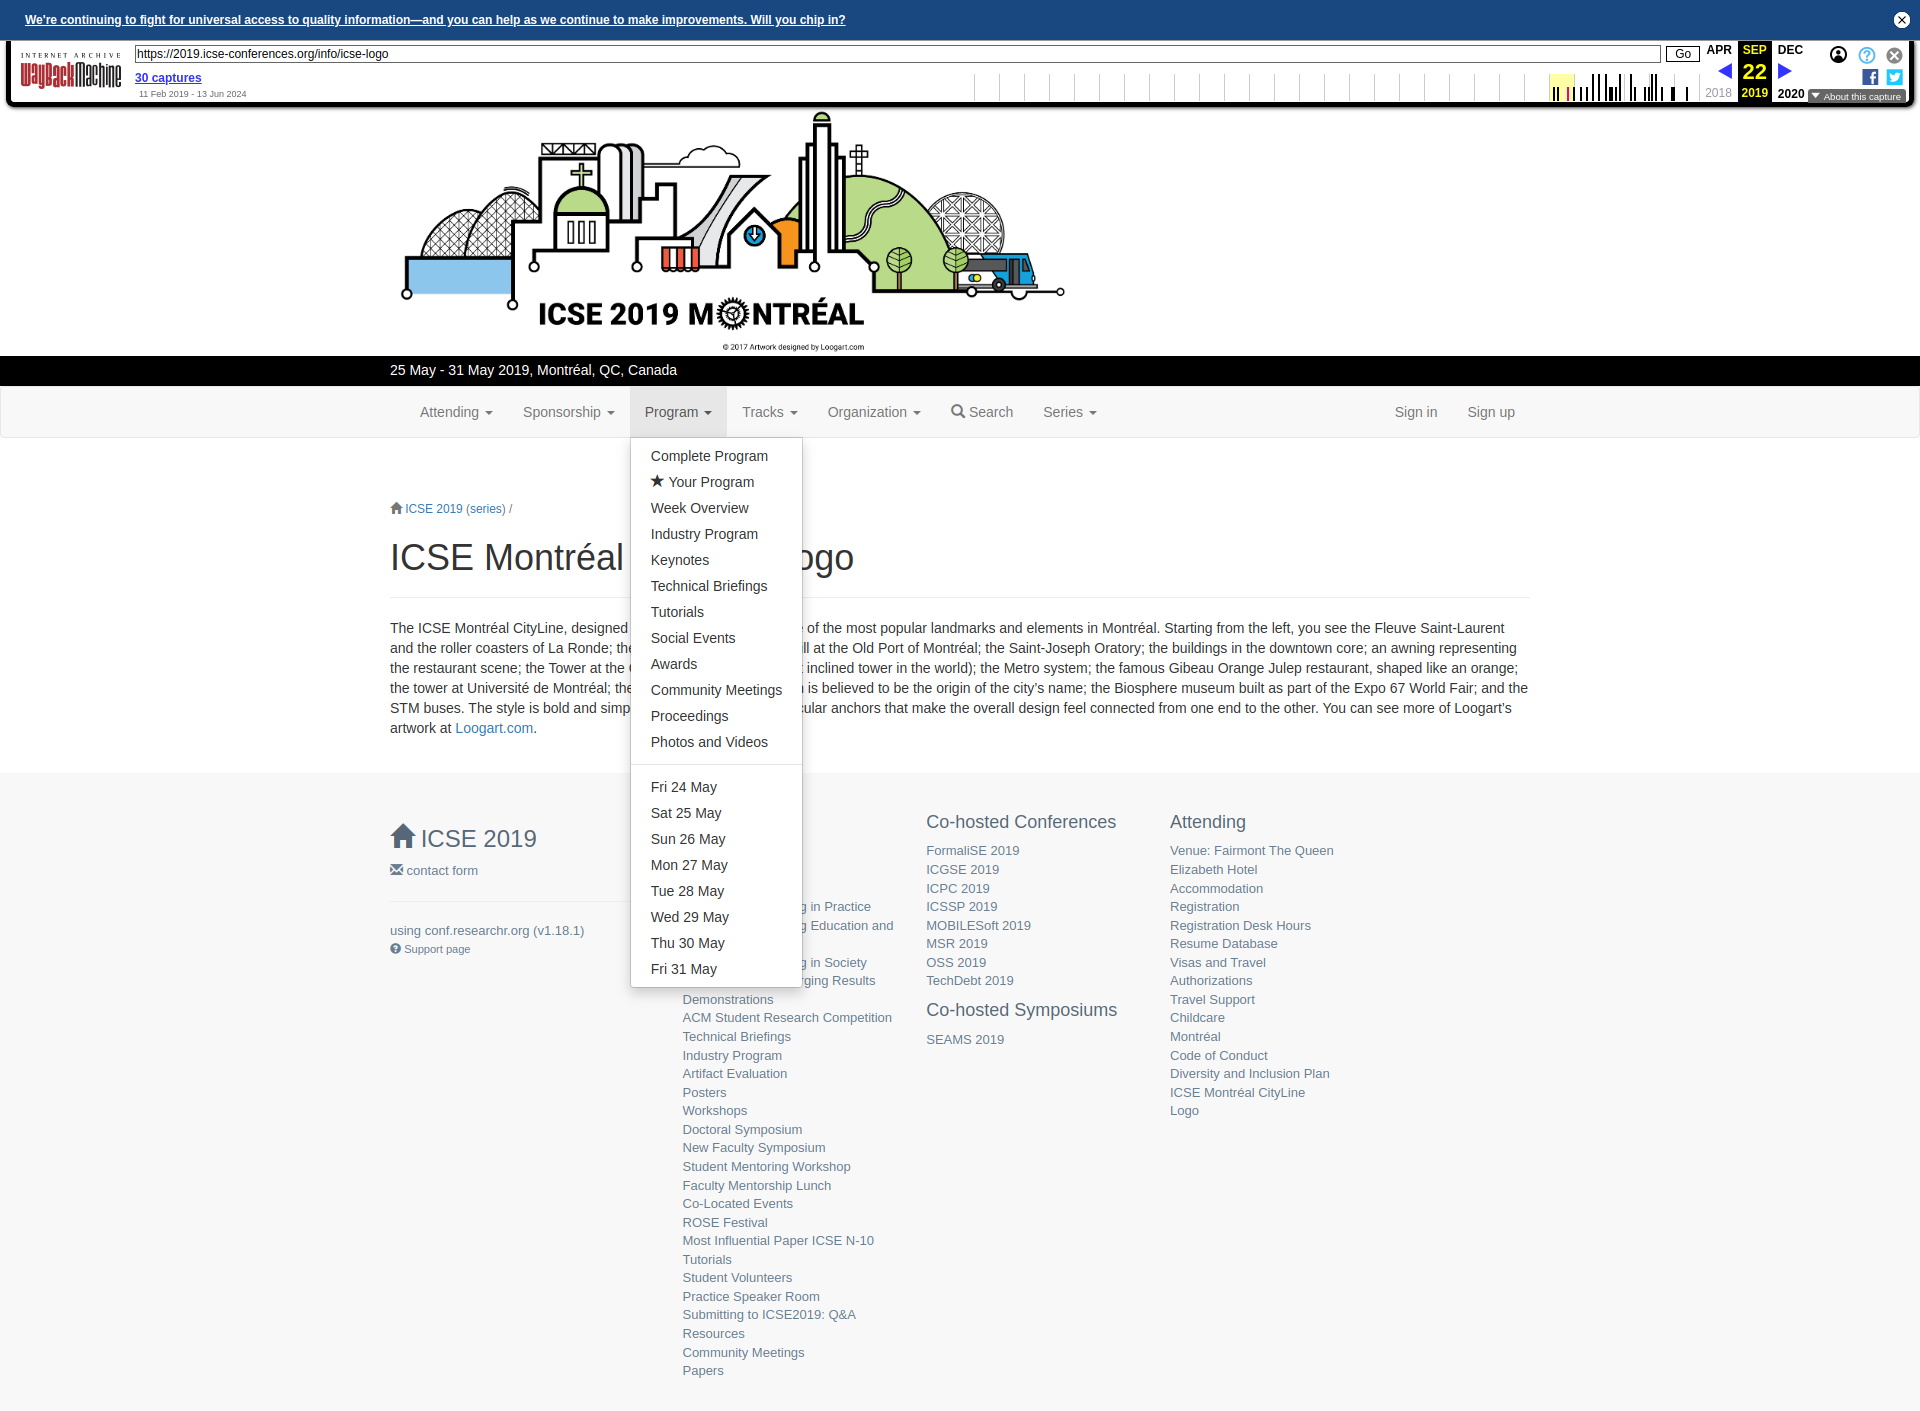 We're continuing to fight for universal access to quality information—and you can help as we continue to make improvements. Will you chip in?
INTERNET ARCHIVE
WayBackMachine
https://2019.icse-conferences.org/info/icse-logo
Go
30 captures
11 Feb 2019 - 13 Jun 2024
APR SEP DEC
22
2018 2019 2020
f
About this capture
ICSE 2019 MONTRÉAL
© 2017 Artwork designed by Loogart.com
25 May - 31 May 2019, Montréal, QC, Canada
Attending Sponsorship Program Tracks Organization Search Series Sign in Sign up
Complete Program
Your Program
Week Overview
Industry Program
Keynotes
Technical Briefings
Tutorials
Social Events
Awards
Community Meetings
Proceedings
Photos and Videos
Fri 24 May
Sat 25 May
Sun 26 May
Mon 27 May
Tue 28 May
Wed 29 May
Thu 30 May
Fri 31 May
ICSE 2019 (series) /
ICSE Montréal ogo
The ICSE Montréal CityLine, designed of the most popular landmarks and elements in Montréal. Starting from the left, you see the Fleuve Saint-Laurent
and the roller coasters of La Ronde; the at the Old Port of Montréal; the Saint-Joseph Oratory; the buildings in the downtown core; an awning representing
the restaurant scene; the Tower at the inclined tower in the world); the Metro system; the famous Gibeau Orange Julep restaurant, shaped like an orange;
the tower at Université de Montréal; the is believed to be the origin of the city's name; the Biosphere museum built as part of the Expo 67 World Fair; and the
STM buses. The style is bold and anchors that make the overall design feel connected from one end to the other. You can see more of Loogart's
artwork at Loogart.com.
ICSE 2019
contact form
using conf.researchr.org (v1.18.1)
Support page
in Practice
Education and
in Society
Results
Demonstrations
ACM Student Research Competition
Technical Briefings
Industry Program
Artifact Evaluation
Posters
Workshops
Doctoral Symposium
New Faculty Symposium
Student Mentoring Workshop
Faculty Mentorship Lunch
Co-Located Events
ROSE Festival
Most Influential Paper ICSE N-10
Tutorials
Student Volunteers
Practice Speaker Room
Submitting to ICSE2019: Q&A
Resources
Community Meetings
Papers
Co-hosted Conferences
FormaliSE 2019
ICGSE 2019
ICPC 2019
ICSSP 2019
MOBILESoft 2019
MSR 2019
OSS 2019
TechDebt 2019
Co-hosted Symposiums
SEAMS 2019
Attending
Venue: Fairmont The Queen
Elizabeth Hotel
Accommodation
Registration
Registration Desk Hours
Resume Database
Visas and Travel
Authorizations
Travel Support
Childcare
Montréal
Code of Conduct
Diversity and Inclusion Plan
ICSE Montréal CityLine
Logo